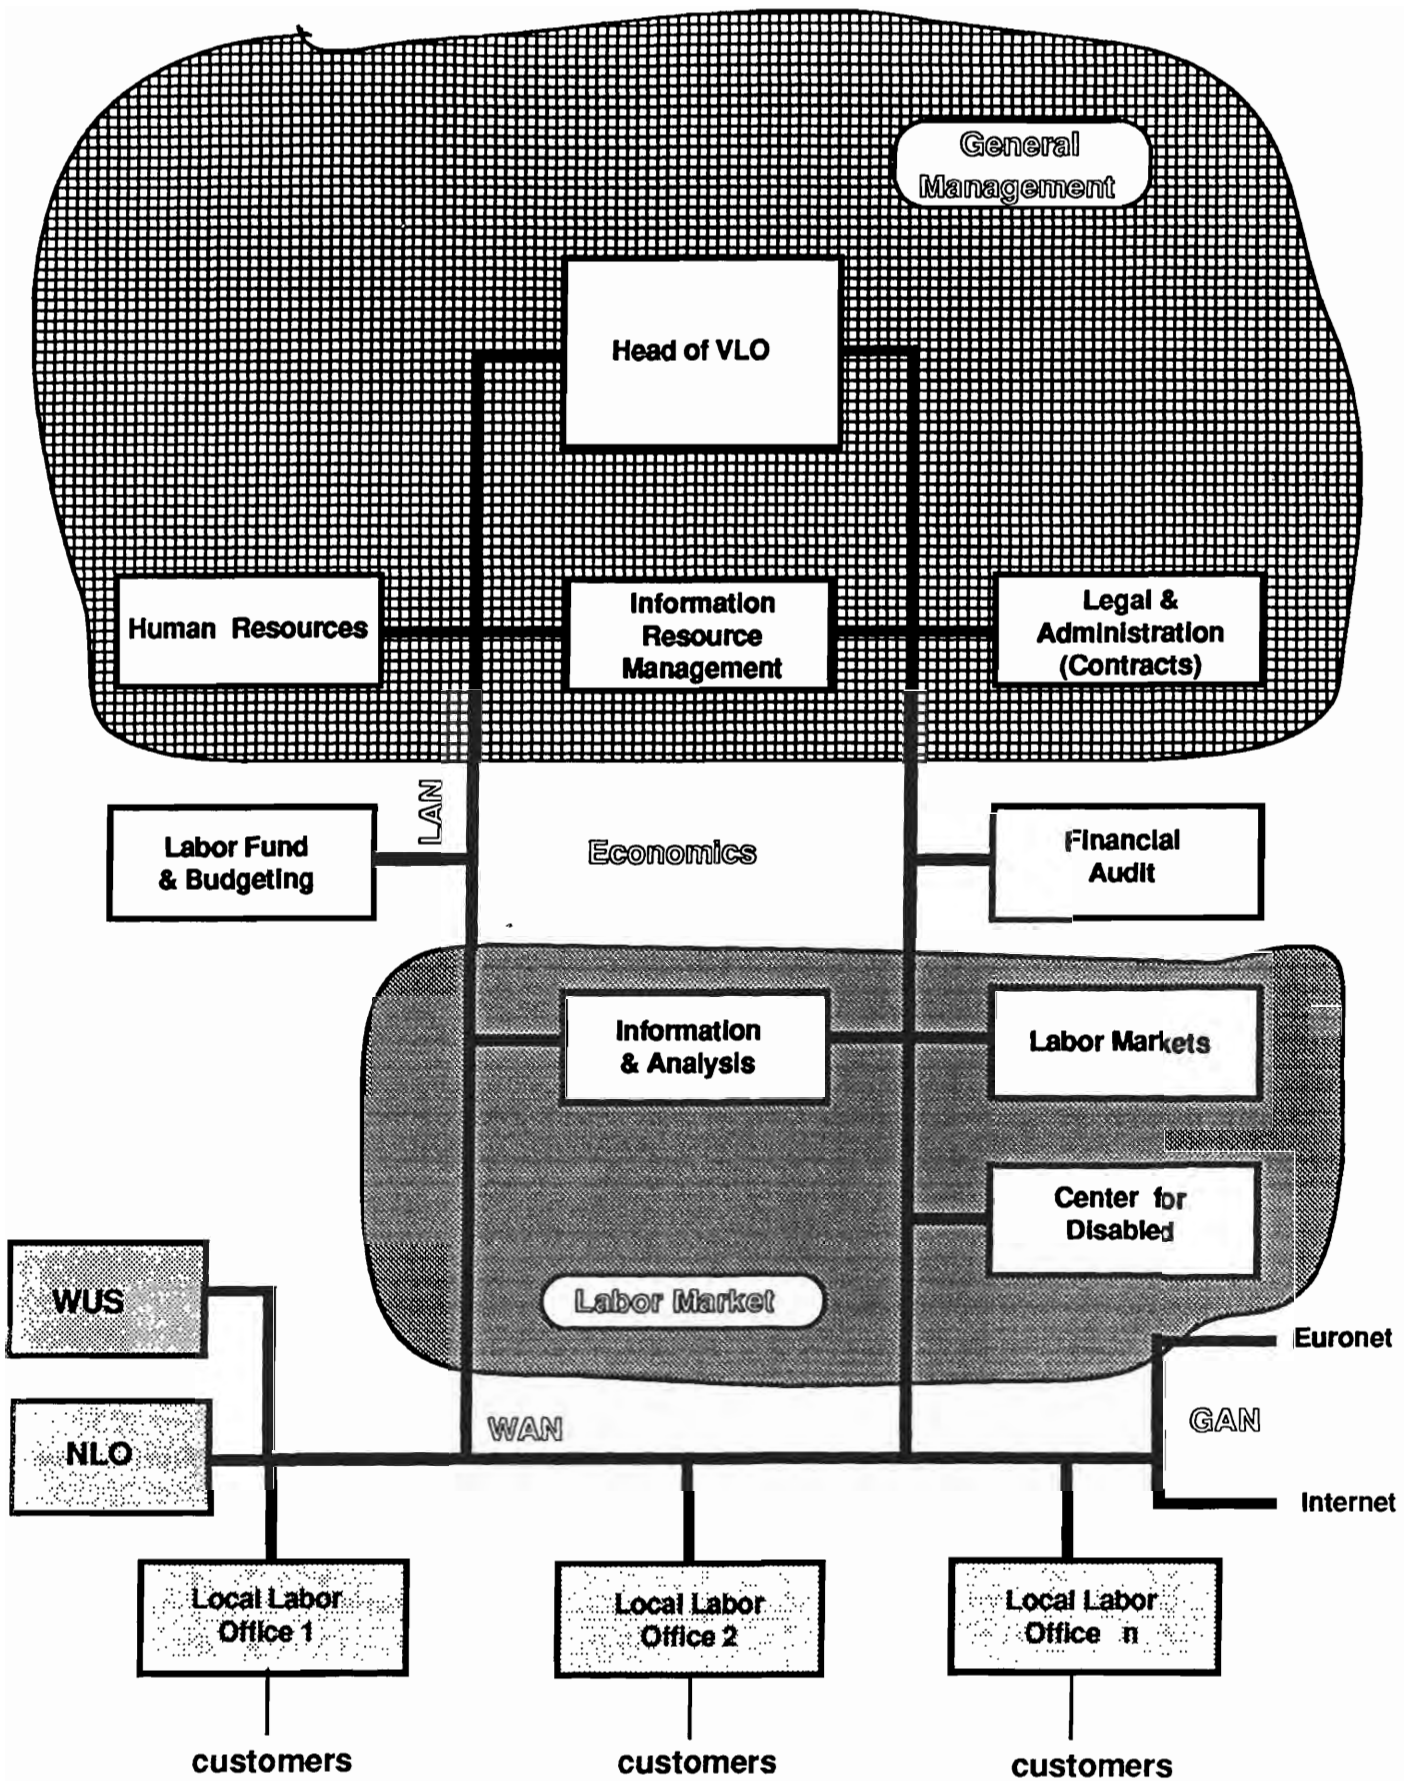 General
Management
Head of VLO
Human Resources
Information
Resource
Management
Legal &
Administration
(Contracts)
LAN
Labor Fund
& Budgeting
Economics
Financial
Audit
Information
& Analysis
Labor Markets
Center for
Disabled
WUS
Labor Market
Euronet
NLO
WAN
GAN
Internet
Local Labor
Office 1
Local Labor
Office 2
Local Labor
Office n
customers
customers
customers